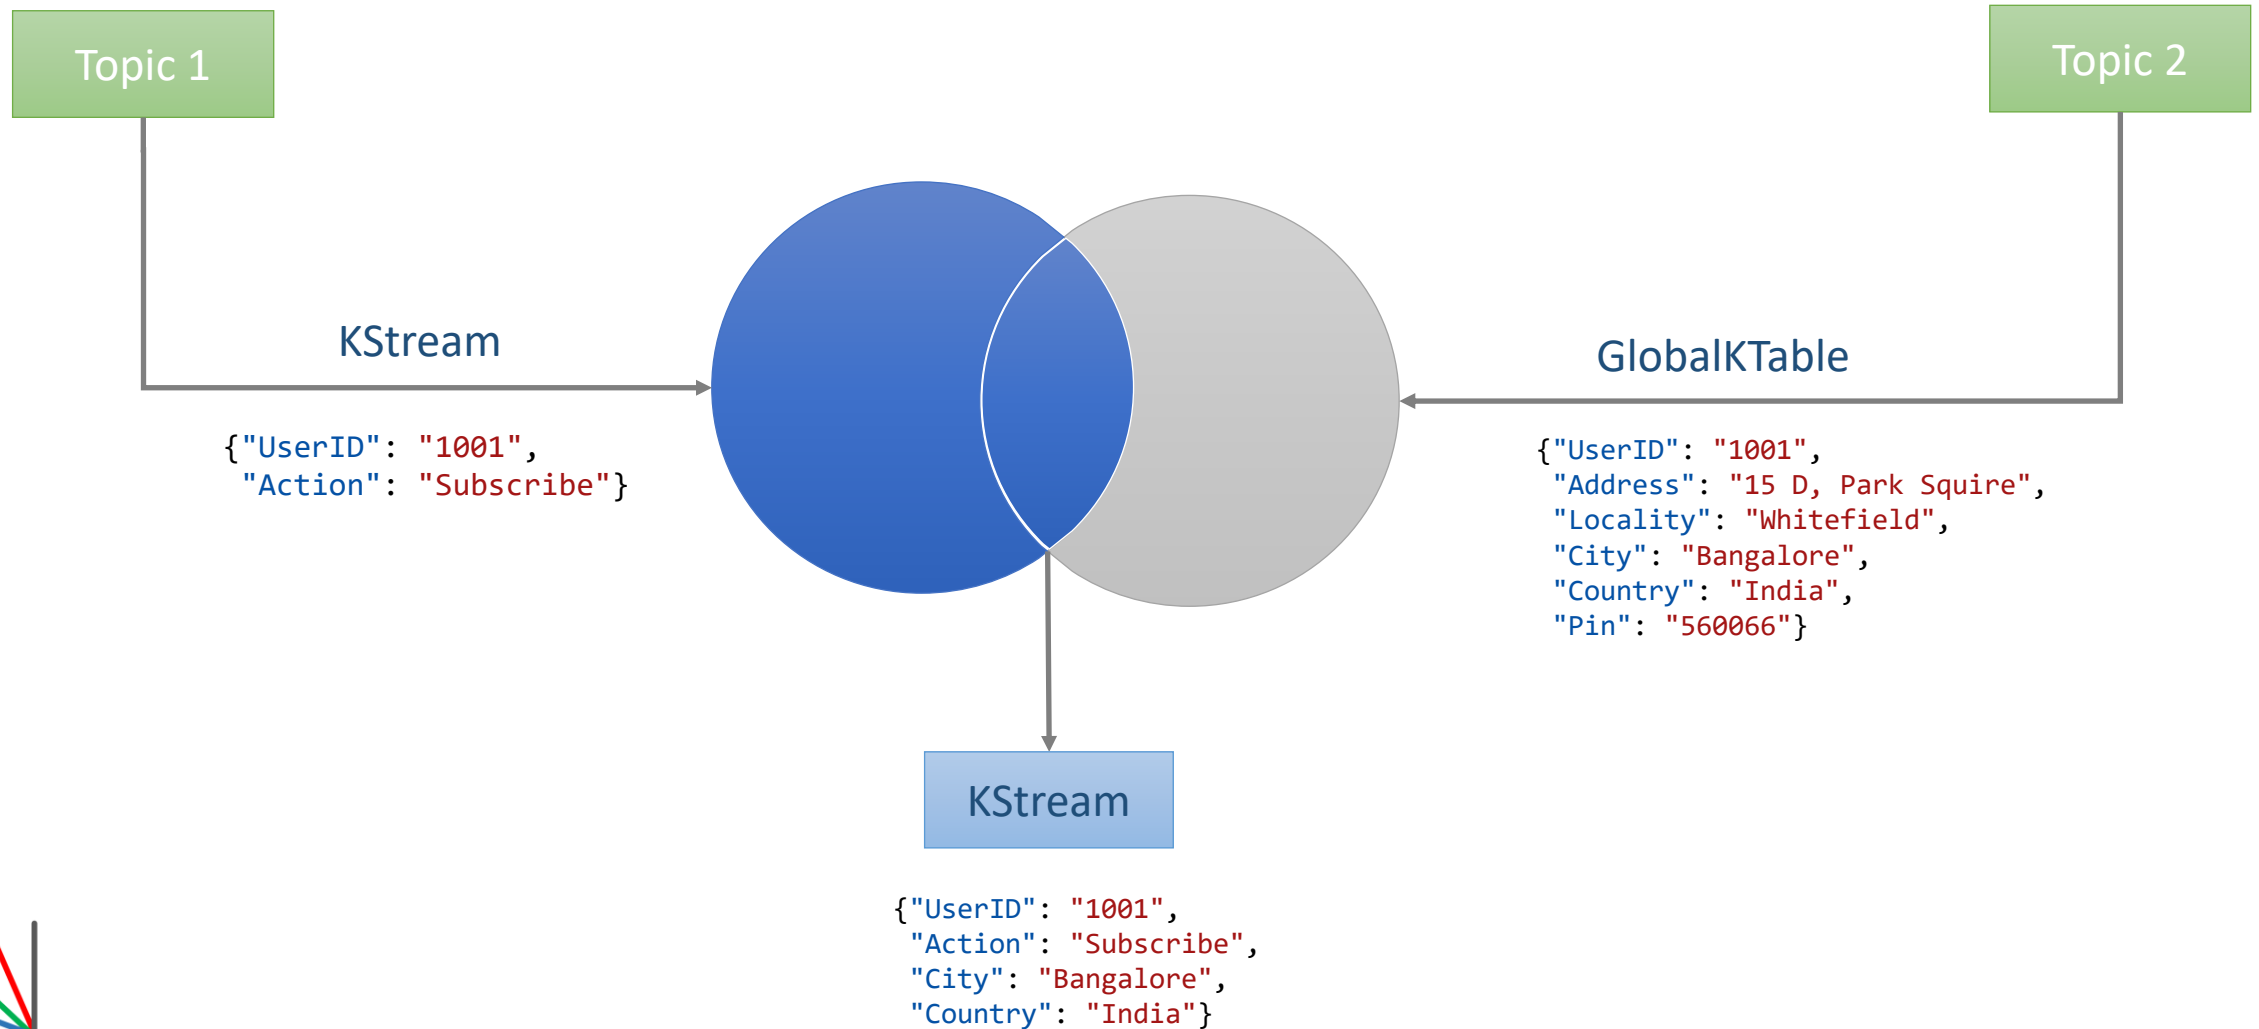 Topic 1
Topic 2
KStream
GlobalKTable
{"UserID": "1001",
"Action": "Subscribe"}
{"UserID": "1001",
"Address": "15 D, Park Squire",
"Locality": "Whitefield",
"City": "Bangalore",
"Country": "India",
"Pin": "560066"}
KStream
{"UserID": "1001",
"Action": "Subscribe",
"City": "Bangalore",
"Country": "India"}